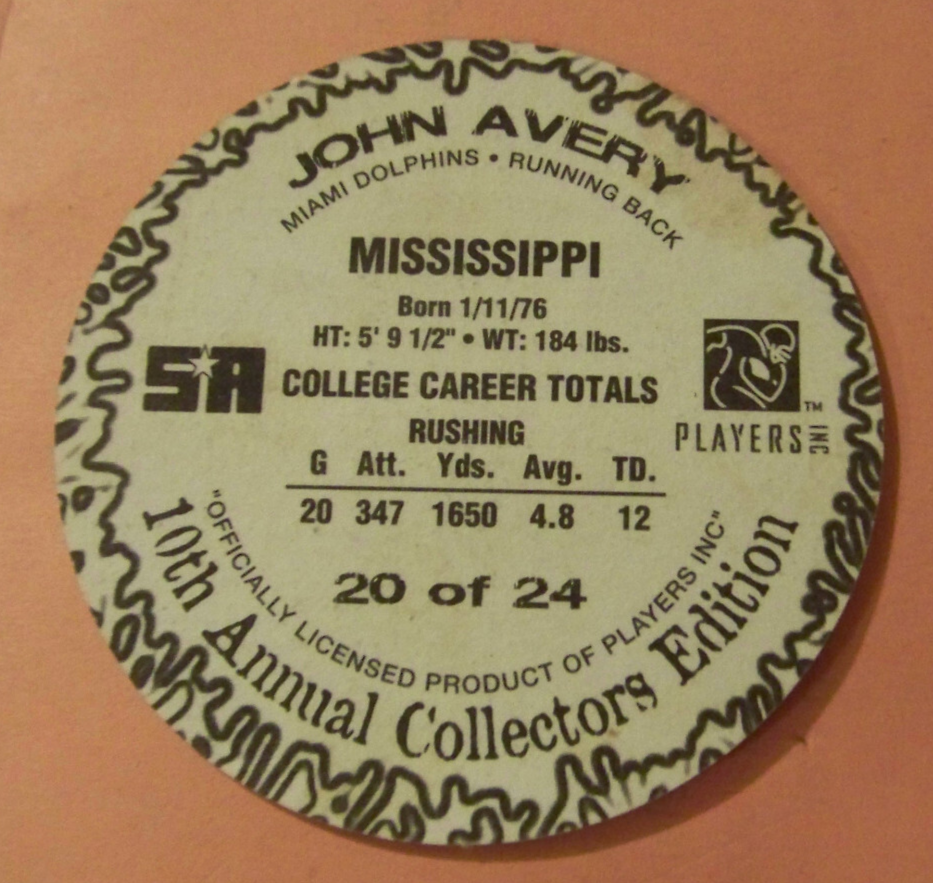 JOHN AVERY
MIAMI DOLPHINS • RUNNING BACK
MISSISSIPPI
Born 1/11/76
HT: 5' 9 1/2" • WT: 184 lbs.
SA
COLLEGE CAREER TOTALS
TM
PLAYERS INC
RUSHING
G Att. Yds. Avg. TD.
20 347 1650 4.8 12
20 of 24
"OFFICIALLY LICENSED PRODUCT OF PLAYERS INC"
10th Annual Collectors Edition